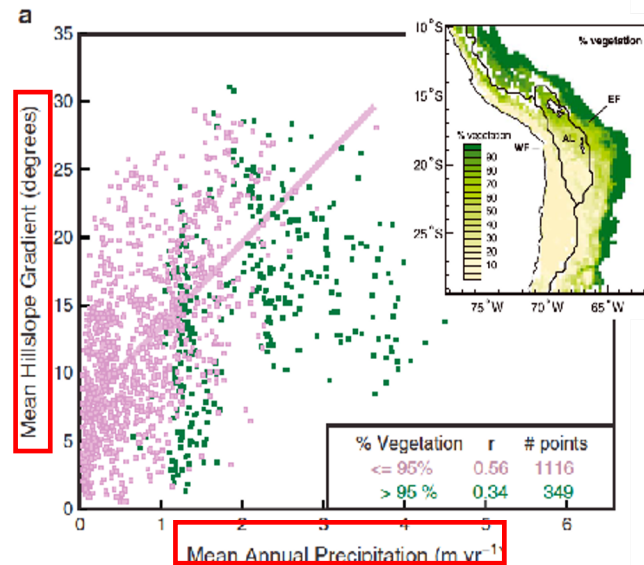 a
35
30
25
20
15
10
5
0
Mean Hillslope Gradient (degrees)
0 1 2 3 4 5 6
Mean Annual Precipitation (m yr⁻¹)
% Vegetation r # points
<= 95% 0.56 1116
> 95 % 0.34 349
10°S
15°S
20°S
25°S
75°W 70°W 65°W
% vegetation
EF
AL
WF
% vegetation
90
80
70
60
50
40
30
20
10